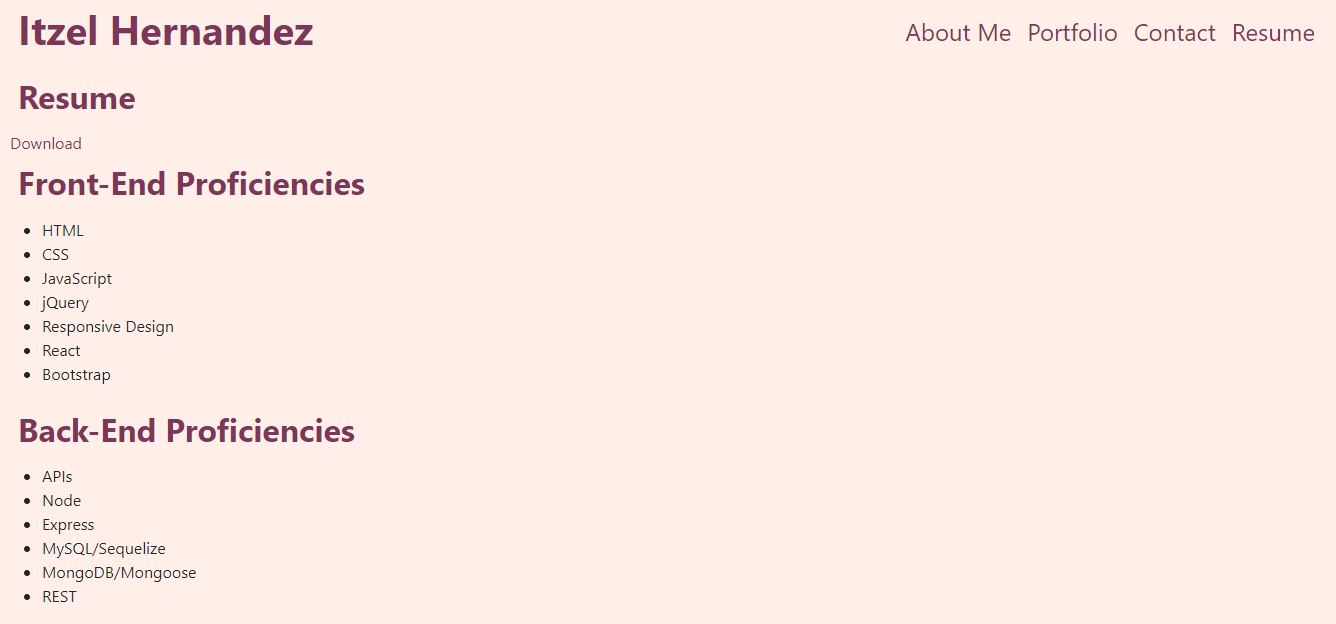 Itzel Hernandez
About Me Portfolio Contact Resume
Resume
Download
Front-End Proficiencies
HTML
CSS
JavaScript
jQuery
Responsive Design
React
Bootstrap
Back-End Proficiencies
APIs
Node
Express
MySQL/Sequelize
MongoDB/Mongoose
REST